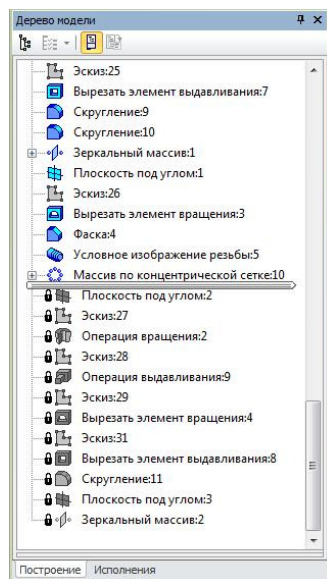 Дерево модели
Эскиз:25
Вырезать элемент выдавливания:7
Скругление:9
Скругление:10
Зеркальный массив:1
Плоскость под углом:1
Эскиз:26
Вырезать элемент вращения:3
Фаска:4
Условное изображение резьбы:5
Массив по концентрической сетке:10
Плоскость под углом:2
Эскиз:27
Операция вращения:2
Эскиз:28
Операция выдавливания:9
Эскиз:29
Вырезать элемент вращения:4
Эскиз:31
Вырезать элемент выдавливания:8
Скругление:11
Плоскость под углом:3
Зеркальный массив:2
Построение Исполнения